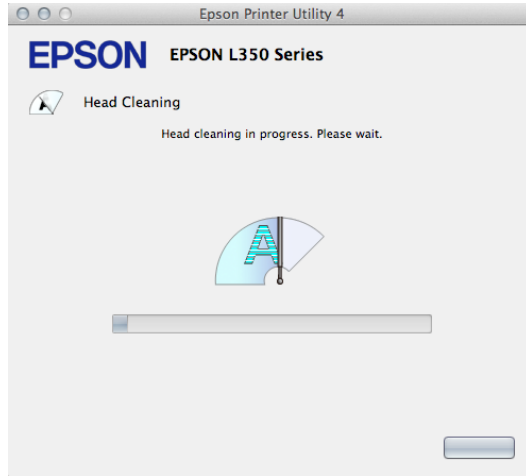 Epson Printer Utility 4
EPSON EPSON L350 Series
Head Cleaning
Head cleaning in progress. Please wait.
A